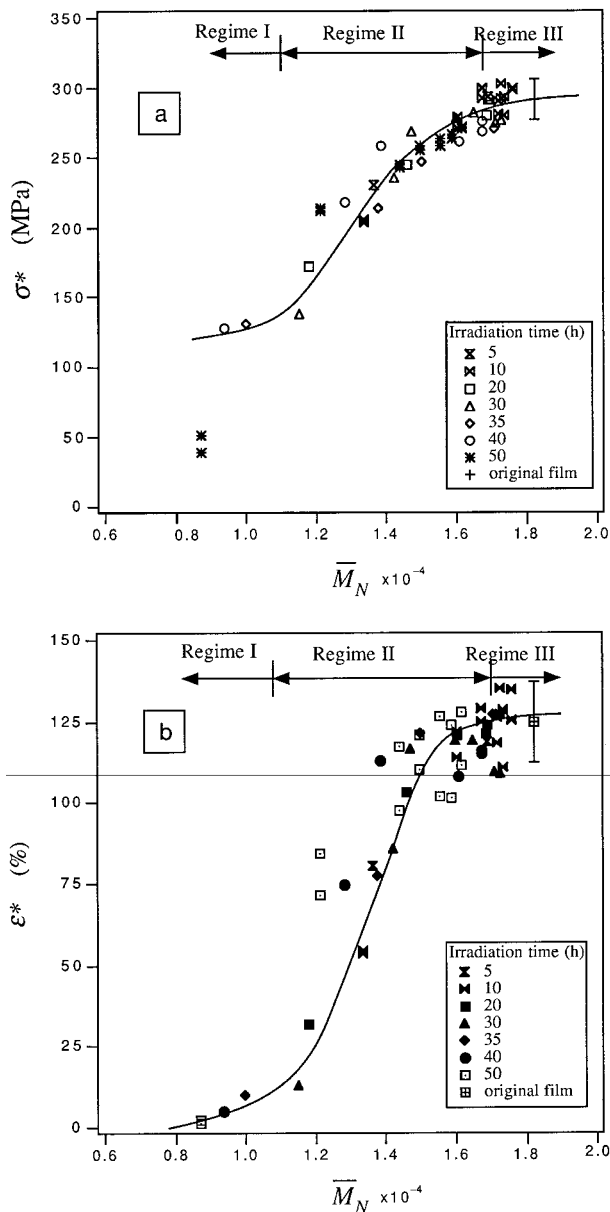 Regime I Regime II Regime III
a
350
300
250
200
150
100
50
0
σ* (MPa)
Irradiation time (h)
5
10
20
30
35
40
50
original film
0.6 0.8 1.0 1.2 1.4 1.6 1.8 2.0
M̅_N ×10⁻⁴
Regime I Regime II Regime III
b
150
125
100
75
50
25
0
ε* (%)
Irradiation time (h)
5
10
20
30
35
40
50
original film
0.6 0.8 1.0 1.2 1.4 1.6 1.8 2.0
M̅_N ×10⁻⁴